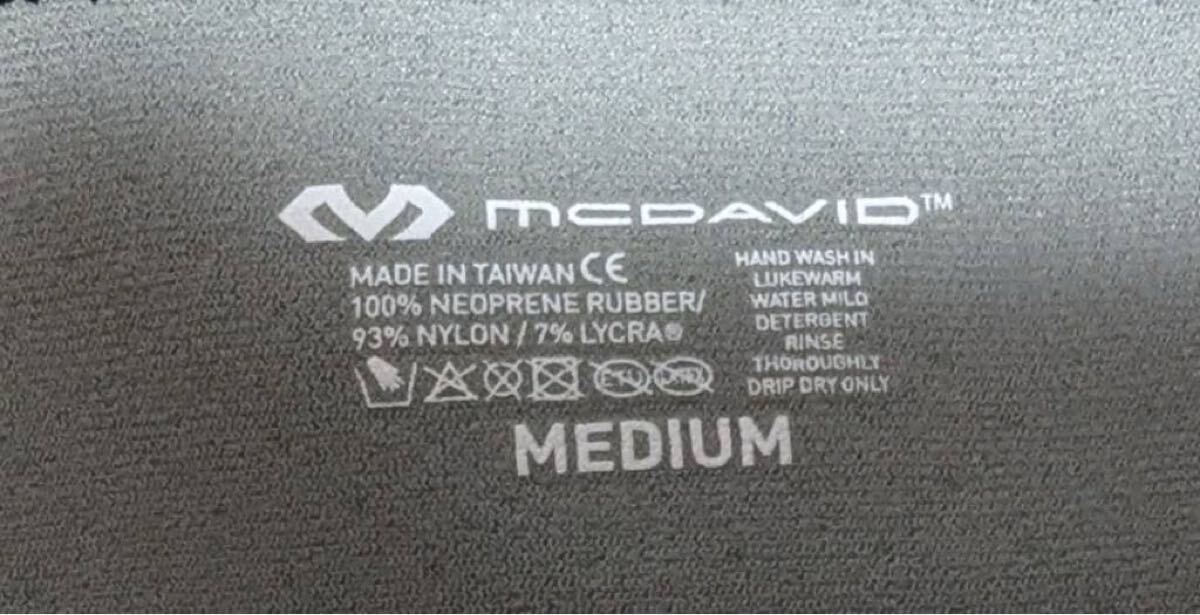 MCDAVID™
MADE IN TAIWAN CE
100% NEOPRENE RUBBER/
93% NYLON / 7% LYCRA®
HAND WASH IN
LUKEWARM
WATER MILD
DETERGENT
RINSE
THOROUGHLY
DRIP DRY ONLY
MEDIUM